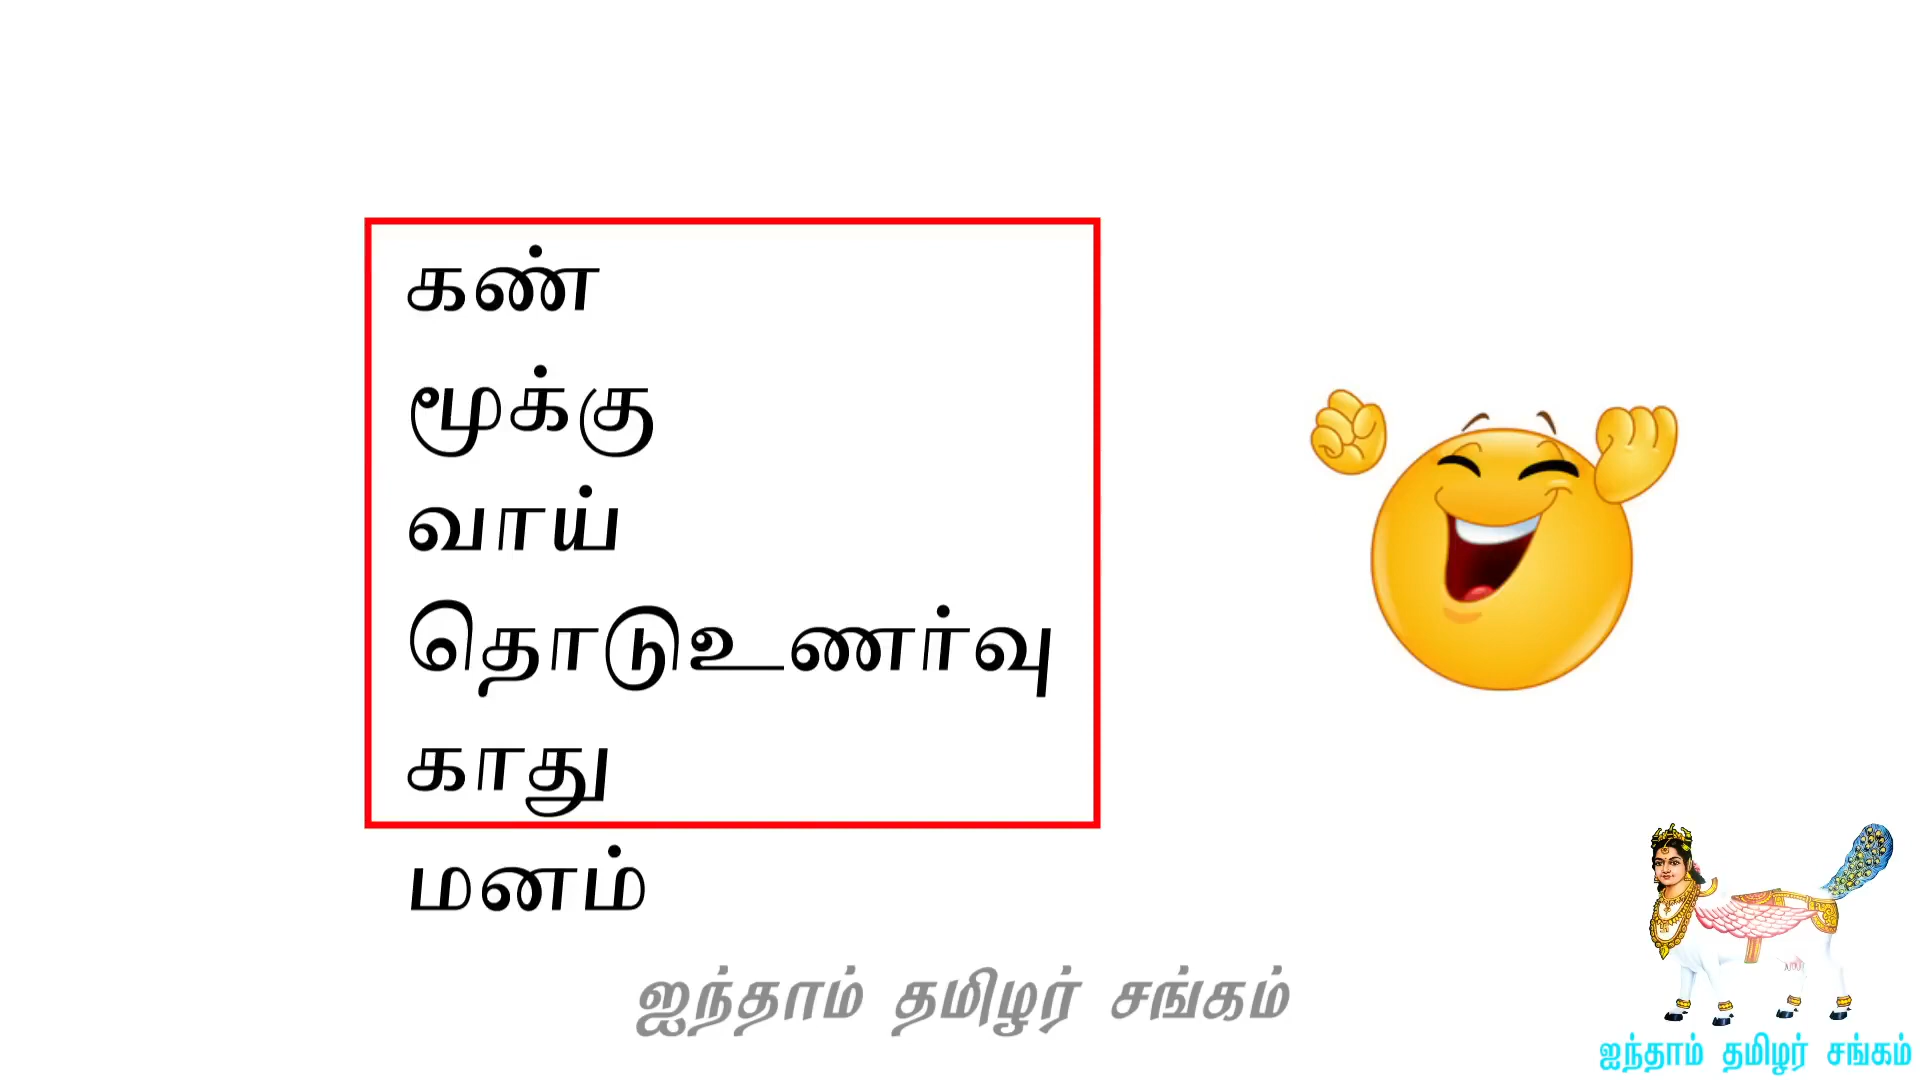 கண்
மூக்கு
வாய்
தொடுஉணர்வு
காது
மனம்
ஐந்தாம் தமிழர் சங்கம்
ஐந்தாம் தமிழர் சங்கம்